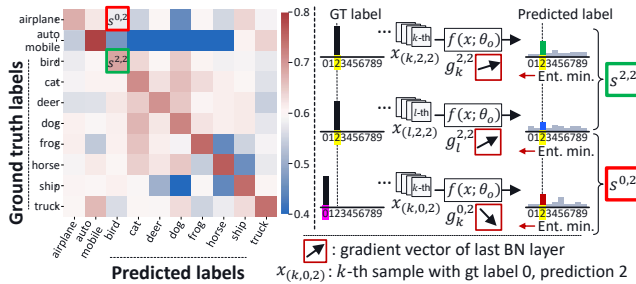 Ground truth labels
airplane
auto
mobile
bird
cat
deer
dog
frog
horse
ship
truck
s^{0,2}
s^{2,2}
airplane
auto
mobile
bird
cat
deer
dog
frog
horse
ship
truck
Predicted labels
0.8
0.7
0.6
0.5
0.4
GT label
Predicted label
0123456789
... k-th
x_{(k,2,2)}
f(x; θ_o)
g_k^{2,2}
0123456789
Ent. min.
s^{2,2}
0123456789
... l-th
x_{(l,2,2)}
f(x; θ_o)
g_l^{2,2}
0123456789
Ent. min.
0123456789
... k-th
x_{(k,0,2)}
f(x; θ_o)
g_k^{0,2}
0123456789
Ent. min.
s^{0,2}
: gradient vector of last BN layer
x_{(k,0,2)}: k-th sample with gt label 0, prediction 2